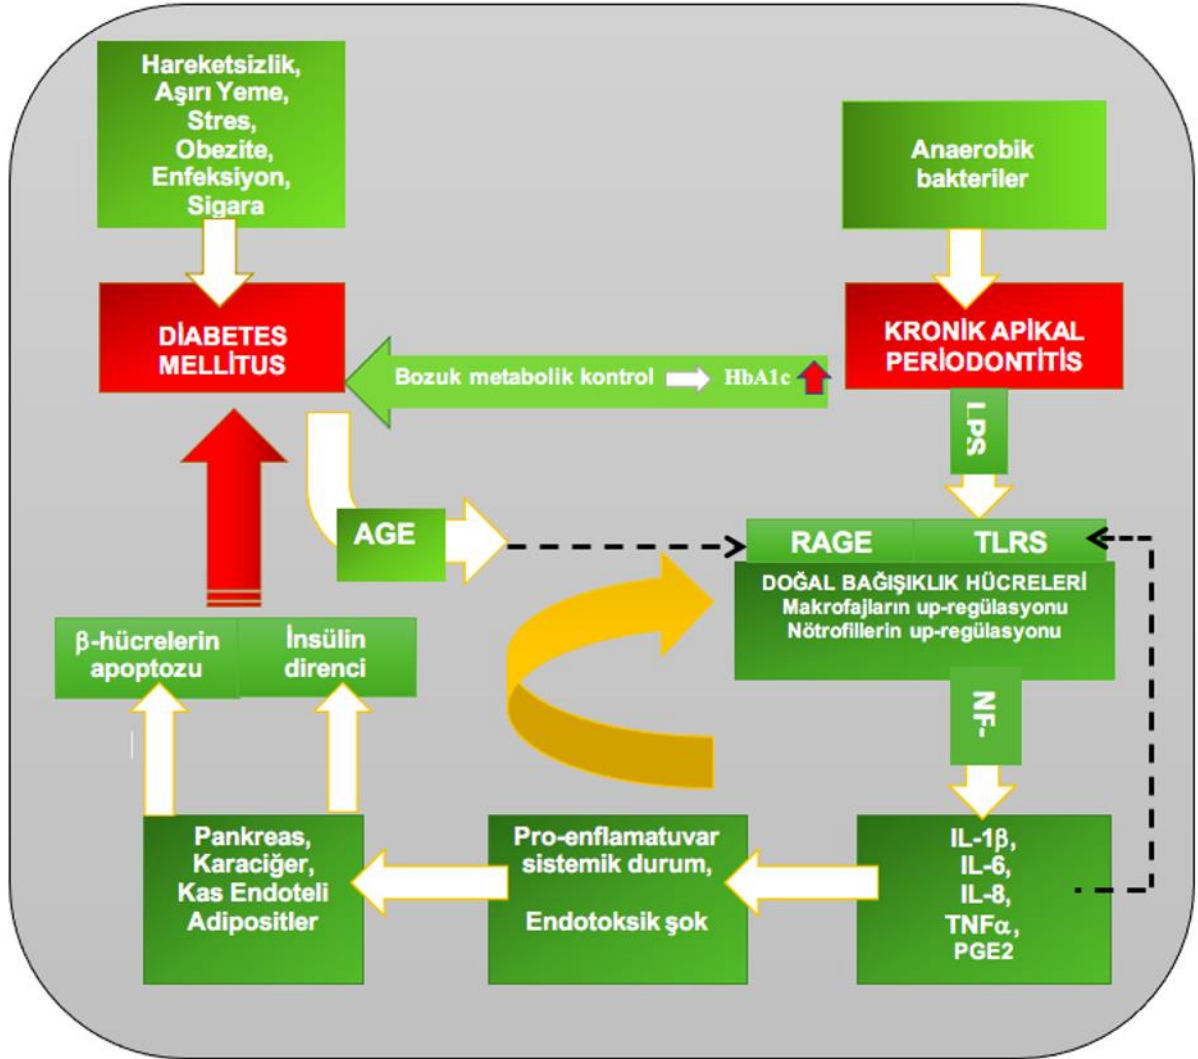 Hareketsizlik,
Aşırı Yeme,
Stres,
Obezite,
Enfeksiyon,
Sigara
Anaerobik
bakteriler
DİABETES
MELLİTUS
KRONİK APİKAL
PERİODONTİTİS
Bozuk metabolik kontrol
HbA1c
LPS
AGE
RAGE
TLRS
DOĞAL BAĞIŞIKLIK HÜCRELERİ
Makrofajların up-regülasyonu
Nötrofillerin up-regülasyonu
β-hücrelerin
apoptozu
İnsülin
direnci
NF-
Pankreas,
Karaciğer,
Kas Endoteli
Adipositler
Pro-enflamatuvar
sistemik durum,
Endotoksik şok
IL-1β,
IL-6,
IL-8,
TNFα,
PGE2